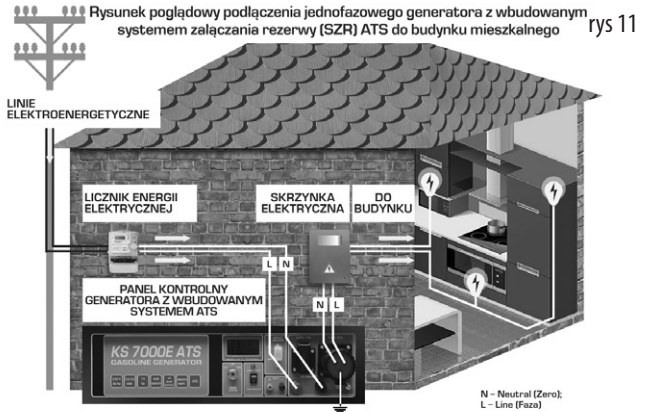 Rysunek poglądowy podłączenia jednofazowego generatora z wbudowanym
systemem załączania rezerwy (SZR) ATS do budynku mieszkalnego
rys 11
LINIE
ELEKTROENERGETYCZNE
LICZNIK ENERGII
ELEKTRYCZNEJ
SKRZYNKA
ELEKTRYCZNA
DO
BUDYNKU
L N
N L
PANEL KONTROLNY
GENERATORA Z WBUDOWANYM
SYSTEMEM ATS
KS 7000E ATS
GASOLINE GENERATOR
N – Neutral (Zero);
L – Line (Faza)